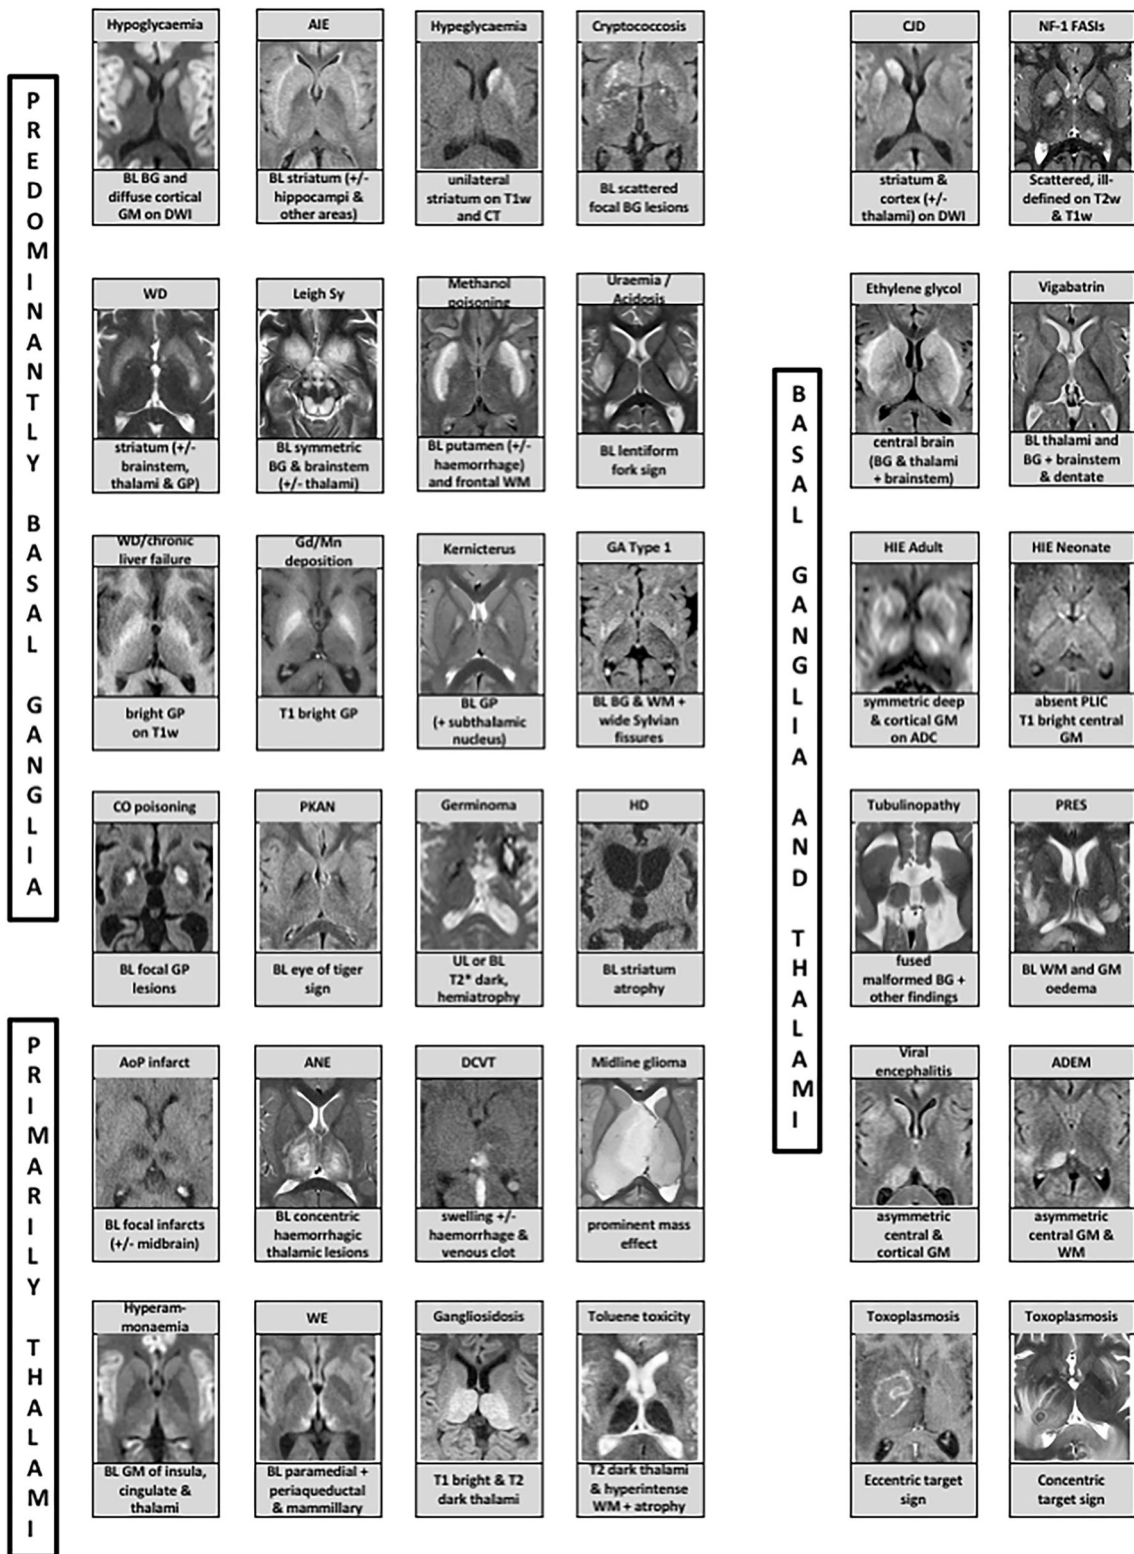 PREDOMINANTLY BASAL GANGLIA
Hypoglycaemia
BL BG and
diffuse cortical
GM on DWI
AIE
BL striatum (+/-
hippocampi &
other areas)
Hypeglycaemia
unilateral
striatum on T1w
and CT
Cryptococcosis
BL scattered
focal BG lesions
WD
striatum (+/-
brainstem,
thalami & GP)
Leigh Sy
BL symmetric
BG & brainstem
(+/- thalami)
Methanol
poisoning
BL putamen (+/-
haemorrhage)
and frontal WM
Uraemia /
Acidosis
BL lentiform
fork sign
WD/chronic
liver failure
bright GP
on T1w
Gd/Mn
deposition
T1 bright GP
Kernicterus
BL GP
(+ subthalamic
nucleus)
GA Type 1
BL BG & WM +
wide Sylvian
fissures
CO poisoning
BL focal GP
lesions
PKAN
BL eye of tiger
sign
Germinoma
UL or BL
T2* dark,
hemiatrophy
HD
BL striatum
atrophy
PRIMARILY THALAMI
AoP infarct
BL focal infarcts
(+/- midbrain)
ANE
BL concentric
haemorrhagic
thalamic lesions
DCVT
swelling +/-
haemorrhage &
venous clot
Midline glioma
prominent mass
effect
Hyperam-
monaemia
BL GM of insula,
cingulate &
thalami
WE
BL paramedial +
periaqueductal
& mammillary
Gangliosidosis
T1 bright & T2
dark thalami
Toluene toxicity
T2 dark thalami
& hyperintense
WM + atrophy
BASAL GANGLIA AND THALAMI
CJD
striatum &
cortex (+/-
thalami) on DWI
NF-1 FASIs
Scattered, ill-
defined on T2w
& T1w
Ethylene glycol
central brain
(BG & thalami
+ brainstem)
Vigabatrin
BL thalami and
BG + brainstem
& dentate
HIE Adult
symmetric deep
& cortical GM
on ADC
HIE Neonate
absent PLIC
T1 bright central
GM
Tubulinopathy
fused
malformed BG +
other findings
PRES
BL WM and GM
oedema
Viral
encephalitis
asymmetric
central &
cortical GM
ADEM
asymmetric
central GM &
WM
Toxoplasmosis
Eccentric target
sign
Toxoplasmosis
Concentric
target sign